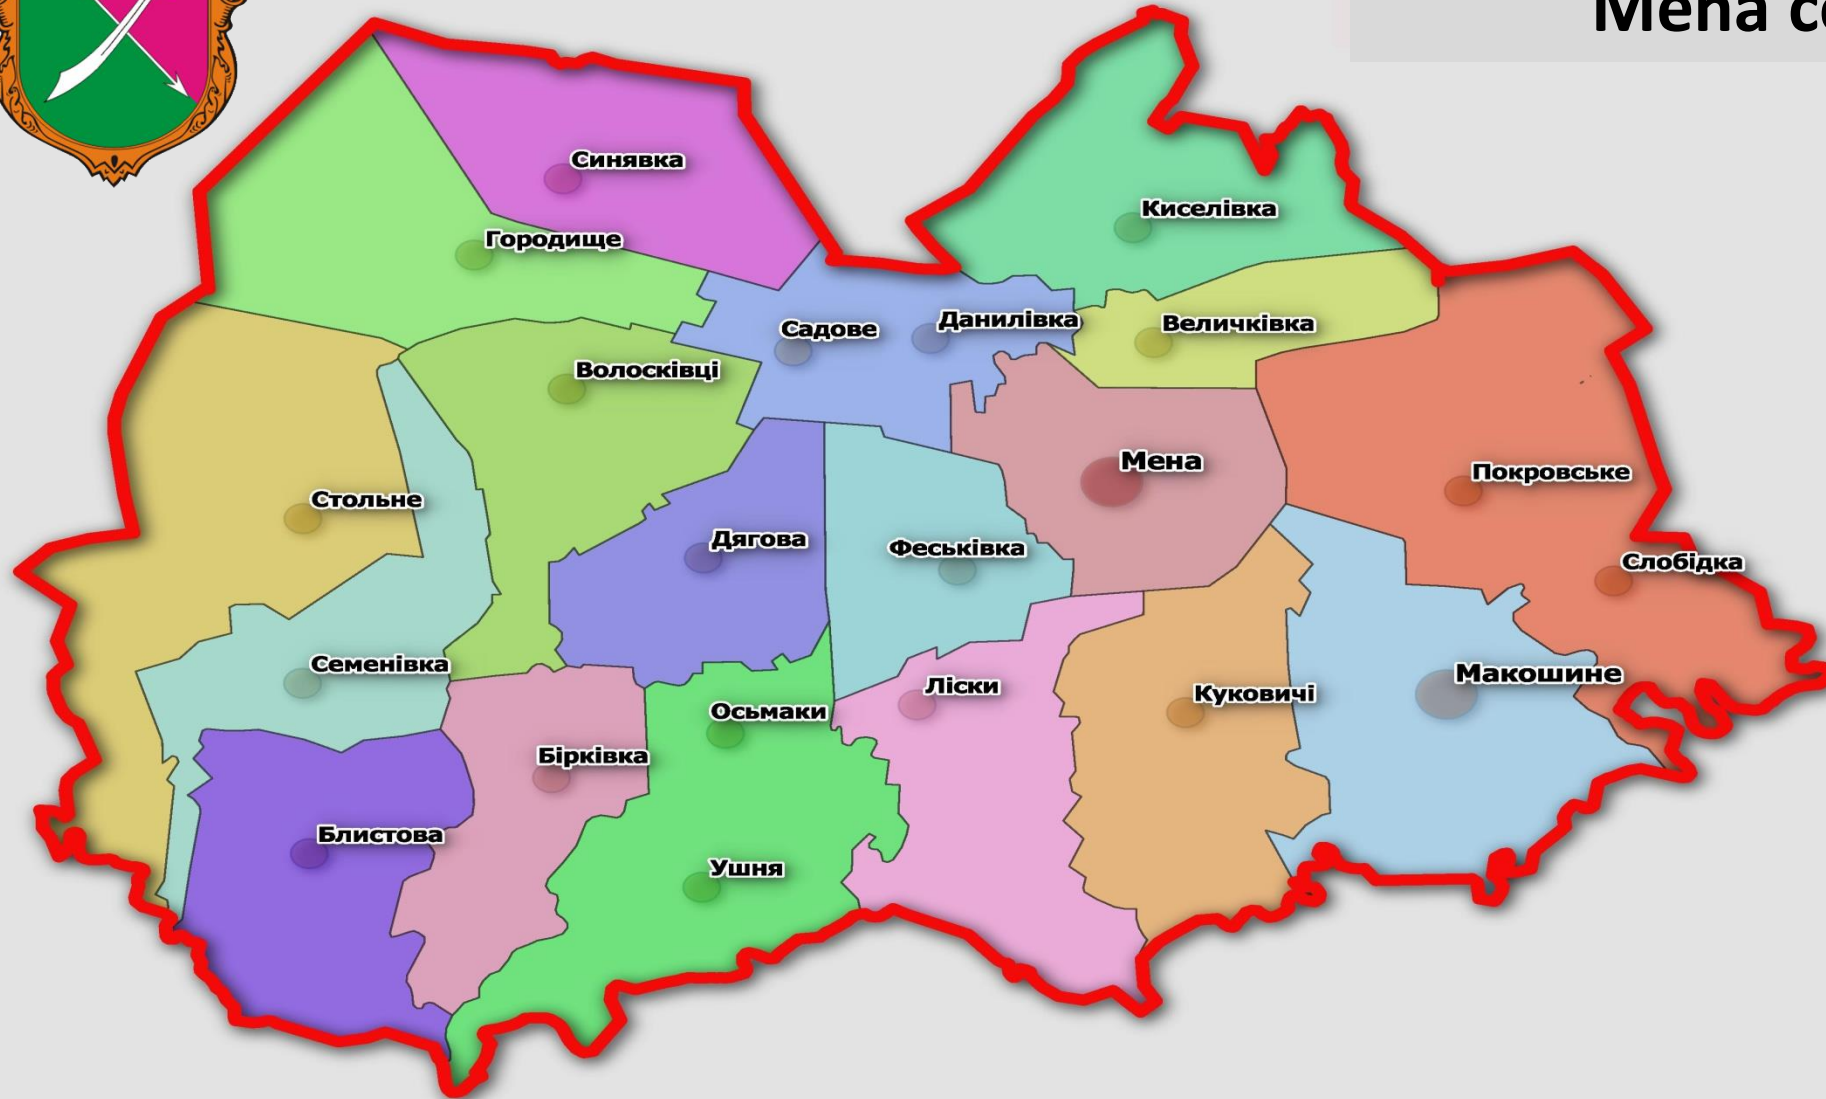 Mena
Синявка
Киселівка
Городище
Садове
Данилівка
Величківка
Волосківці
Мена
Покровське
Стольне
Дягова
Феськівка
Слобідка
Семенівка
Ліски
Макошине
Куковичі
Осьмаки
Бірківка
Блистова
Ушня